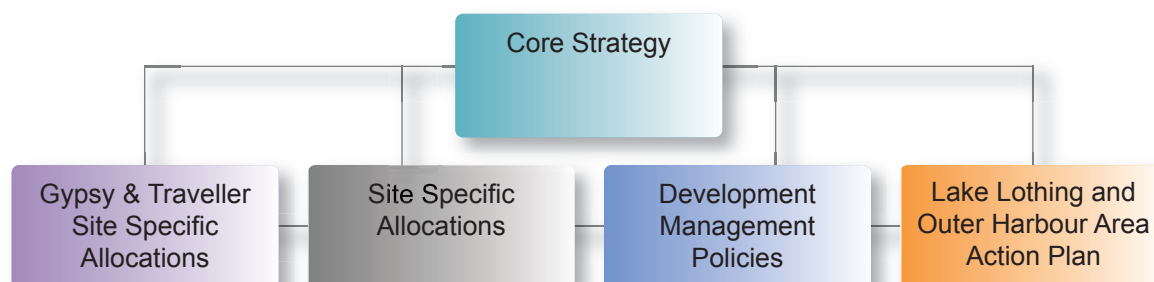 Core Strategy
Gypsy & Traveller
Site Specific
Allocations
Site Specific
Allocations
Development
Management
Policies
Lake Lothing and
Outer Harbour Area
Action Plan